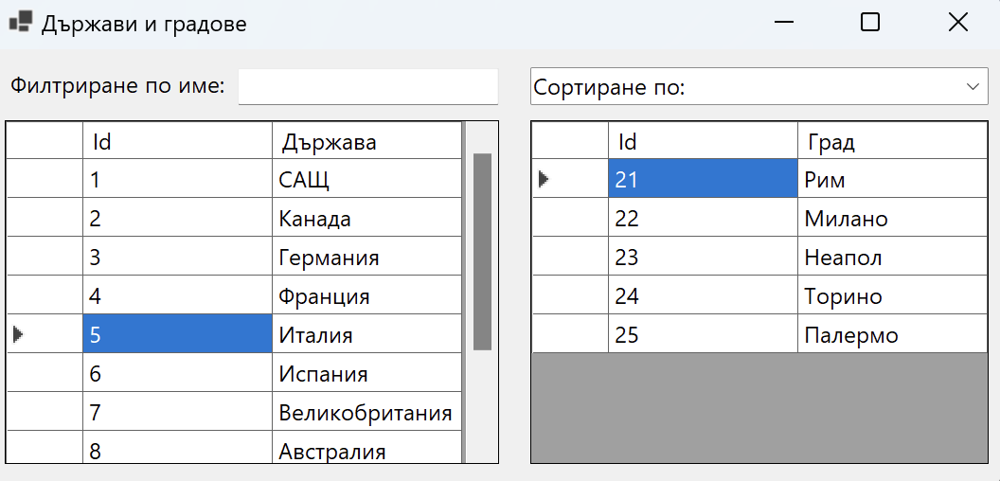 Държави и градове
Филтриране по име:
Сортиране по:
Id Държава
1 САЩ
2 Канада
3 Германия
4 Франция
5 Италия
6 Испания
7 Великобритания
8 Австралия
Id Град
21 Рим
22 Милано
23 Неапол
24 Торино
25 Палермо